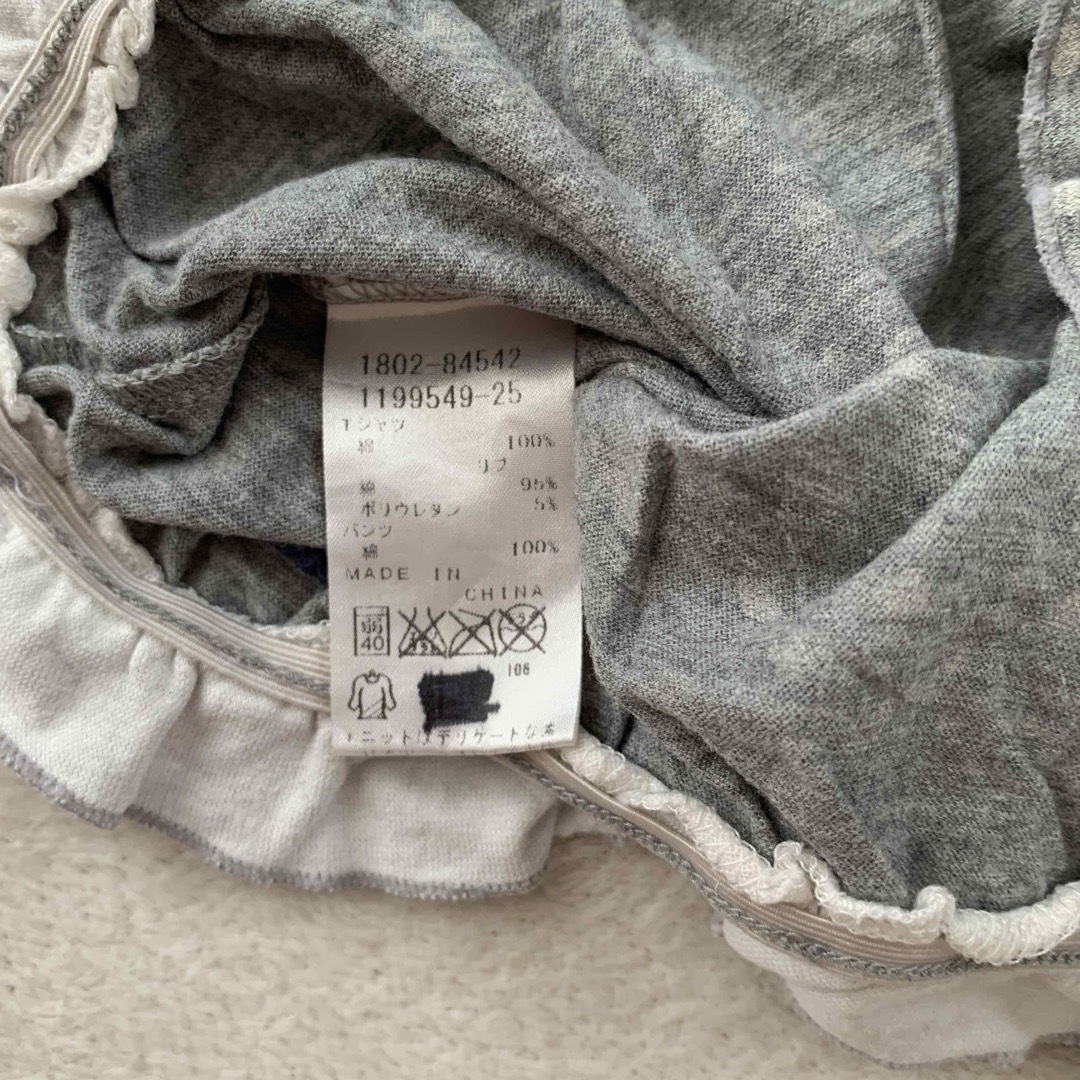 1802-84542
1199549-25
Tシャツ
綿 100%
リブ
綿 95%
ポリウレタン 5%
パンツ
綿 100%
MADE IN
CHINA
弱
40
106
ニットはデリケートな素